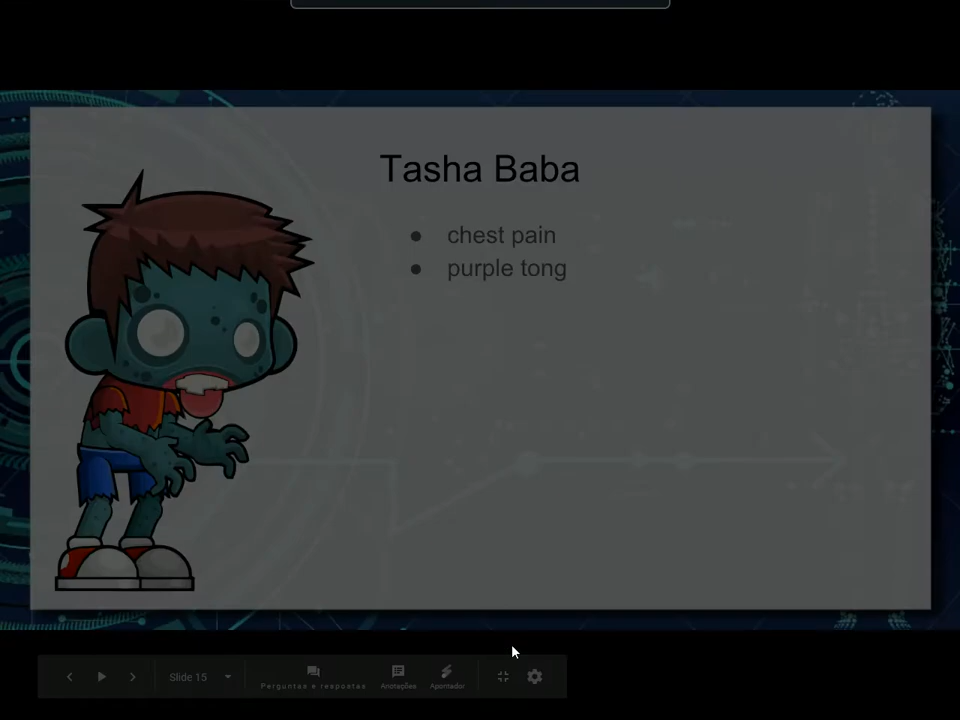 Tasha Baba
● chest pain
● purple tong
Slide 15
Perguntas e respostas
Anotações
Apontador